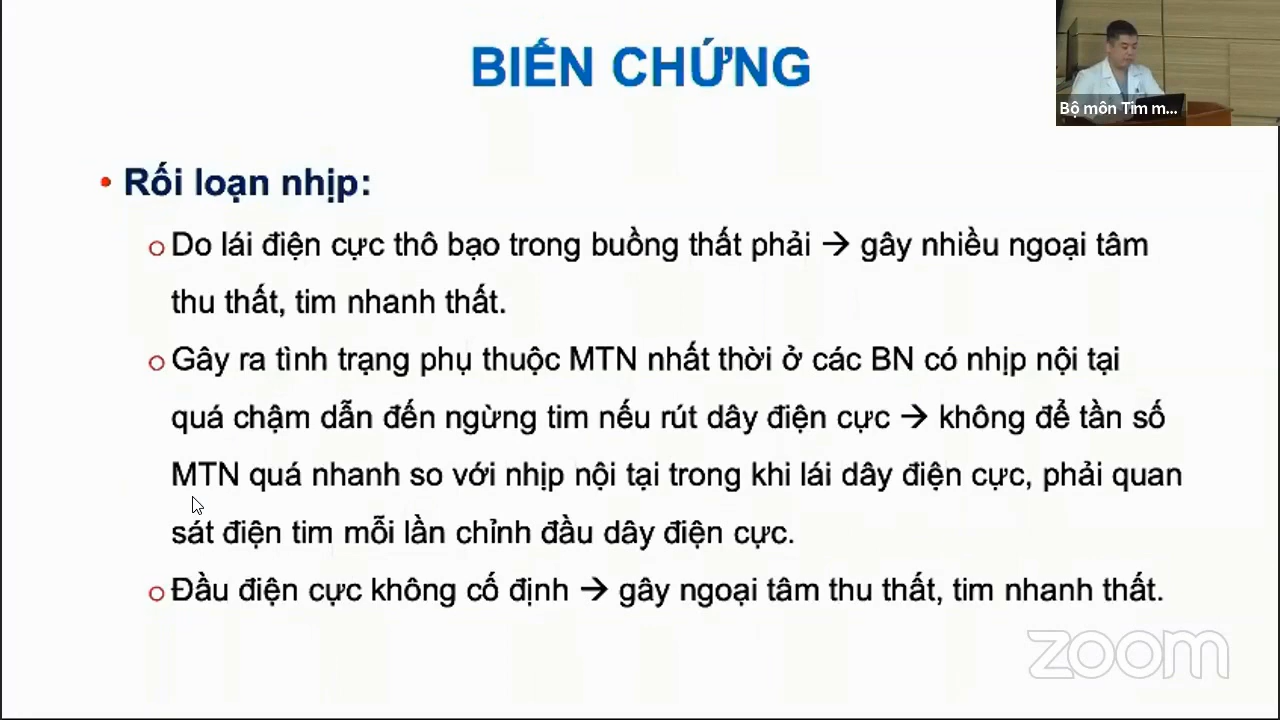 BIẾN CHỨNG
Bộ môn Tim m...
• Rối loạn nhịp:
o Do lái điện cực thô bạo trong buồng thất phải → gây nhiều ngoại tâm
thu thất, tim nhanh thất.
o Gây ra tình trạng phụ thuộc MTN nhất thời ở các BN có nhịp nội tại
quá chậm dẫn đến ngừng tim nếu rút dây điện cực → không để tần số
MTN quá nhanh so với nhịp nội tại trong khi lái dây điện cực, phải quan
sát điện tim mỗi lần chỉnh đầu dây điện cực.
o Đầu điện cực không cố định → gây ngoại tâm thu thất, tim nhanh thất.
zoom